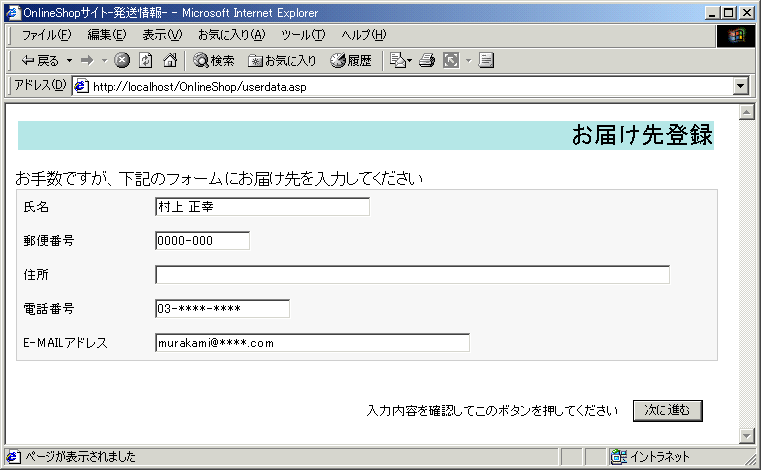 OnlineShopサイト-発送情報- - Microsoft Internet Explorer
ファイル(F) 編集(E) 表示(V) お気に入り(A) ツール(T) ヘルプ(H)
戻る 検索 お気に入り 履歴
アドレス(D) http://localhost/OnlineShop/userdata.asp
お届け先登録
お手数ですが、下記のフォームにお届け先を入力してください
氏名 村上 正幸
郵便番号 0000-000
住所
電話番号 03-****-****
E-MAILアドレス murakami@****.com
入力内容を確認してこのボタンを押してください 次に進む
ページが表示されました イントラネット